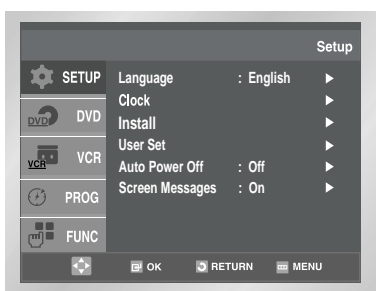 Setup
SETUP
Language : English ►
Clock ►
DVD DVD
Install ►
User Set ►
VCR VCR
Auto Power Off : Off ►
Screen Messages : On ►
PROG
FUNC
OK RETURN MENU